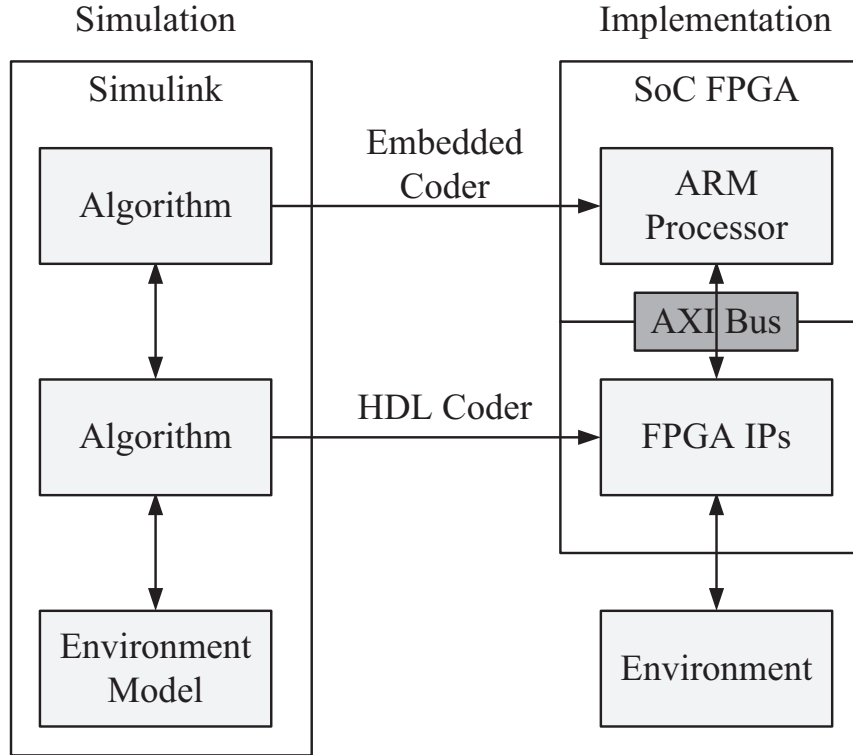 Simulation
Implementation
Simulink
SoC FPGA
Embedded
Coder
Algorithm
ARM
Processor
AXI Bus
HDL Coder
Algorithm
FPGA IPs
Environment
Model
Environment